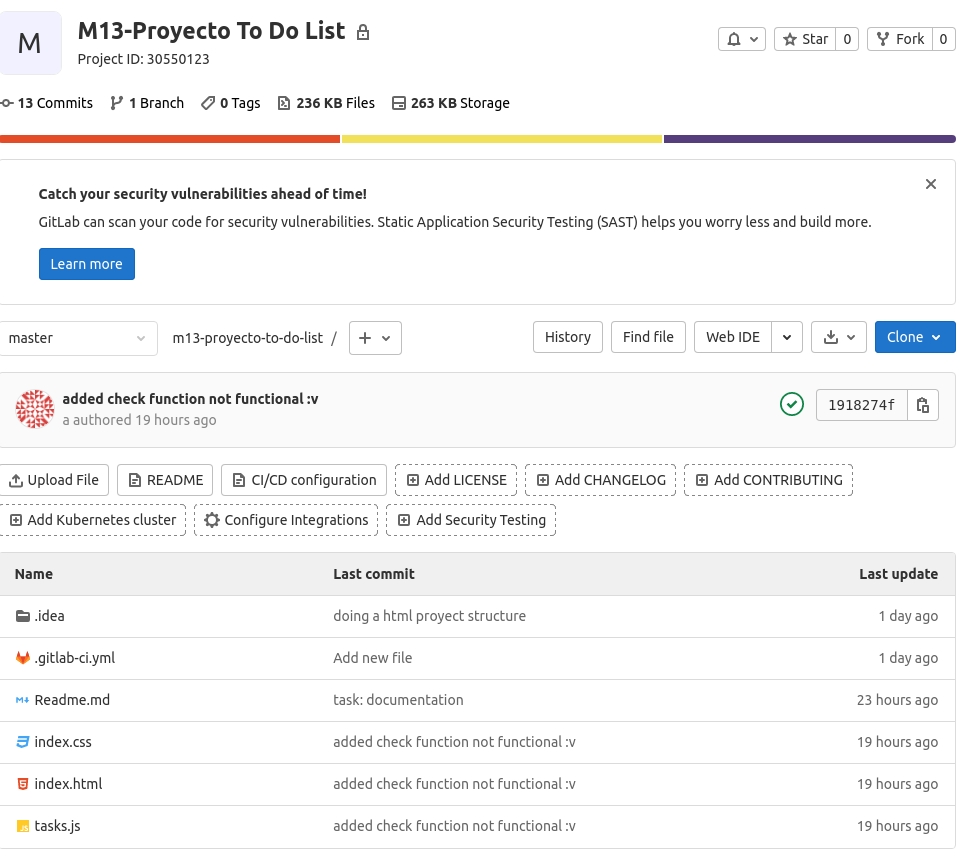 M
M13-Proyecto To Do List
Project ID: 30550123
Star 0 Fork 0
13 Commits 1 Branch 0 Tags 236 KB Files 263 KB Storage
Catch your security vulnerabilities ahead of time!
GitLab can scan your code for security vulnerabilities. Static Application Security Testing (SAST) helps you worry less and build more.
Learn more
master m13-proyecto-to-do-list / History Find file Web IDE Clone
added check function not functional :v
a authored 19 hours ago
1918274f
Upload File README CI/CD configuration Add LICENSE Add CHANGELOG Add CONTRIBUTING
Add Kubernetes cluster Configure Integrations Add Security Testing
Name Last commit Last update
.idea doing a html proyect structure 1 day ago
.gitlab-ci.yml Add new file 1 day ago
Readme.md task: documentation 23 hours ago
index.css added check function not functional :v 19 hours ago
index.html added check function not functional :v 19 hours ago
tasks.js added check function not functional :v 19 hours ago